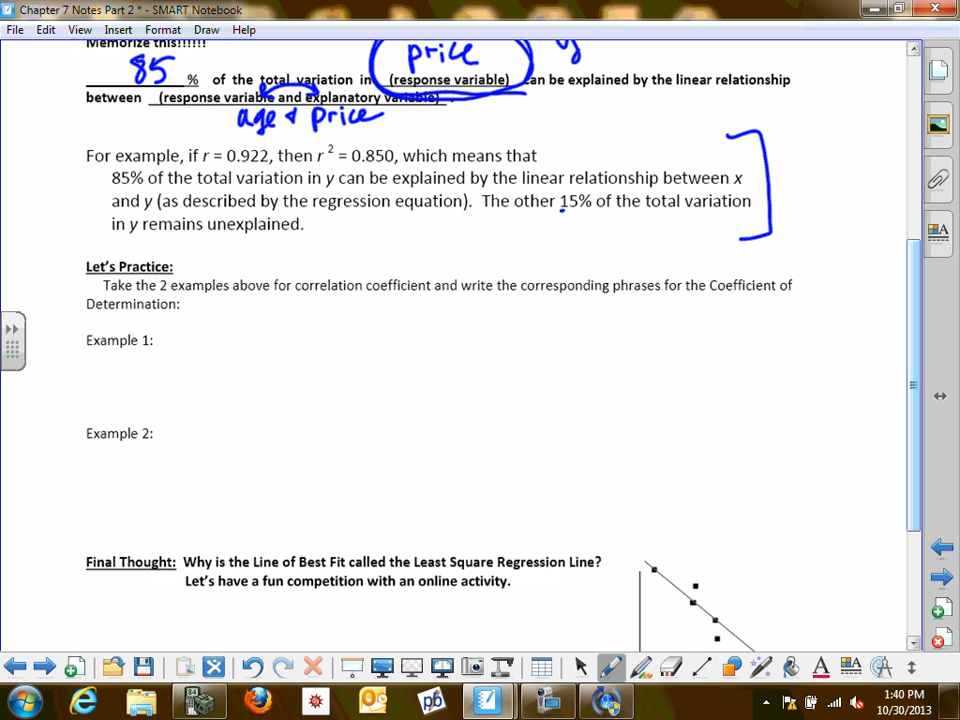 Chapter 7 Notes Part 2 * - SMART Notebook
File Edit View Insert Format Draw Help
Memorize this!!!!!!
price y
85 % of the total variation in (response variable) can be explained by the linear relationship
between (response variable and explanatory variable) .
age & price
For example, if r = 0.922, then r 2 = 0.850, which means that
85% of the total variation in y can be explained by the linear relationship between x
and y (as described by the regression equation). The other 15% of the total variation
in y remains unexplained.
Let's Practice:
Take the 2 examples above for correlation coefficient and write the corresponding phrases for the Coefficient of
Determination:
Example 1:
Example 2:
Final Thought: Why is the Line of Best Fit called the Least Square Regression Line?
Let's have a fun competition with an online activity.
1:40 PM
10/30/2013